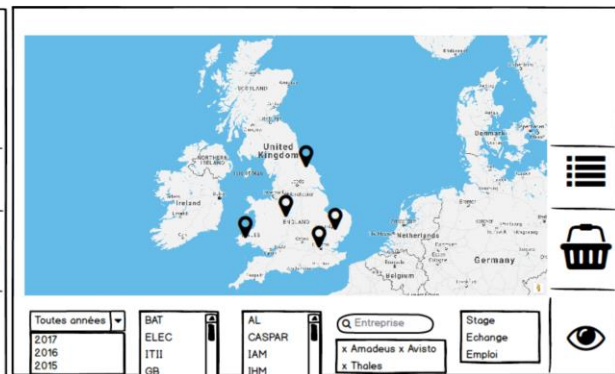 SCOTLAND
United
Kingdom
NORTHERN
IRELAND
Ireland
ENGLAND
WALES
Denmark
Netherlands
Belgium
Germany
Toutes années
2017
2016
2015
BAT
ELEC
ITII
GB
AL
CASPAR
IAM
IHM
Entreprise
x Amadeus x Avisto
x Thales
Stage
Echange
Emploi